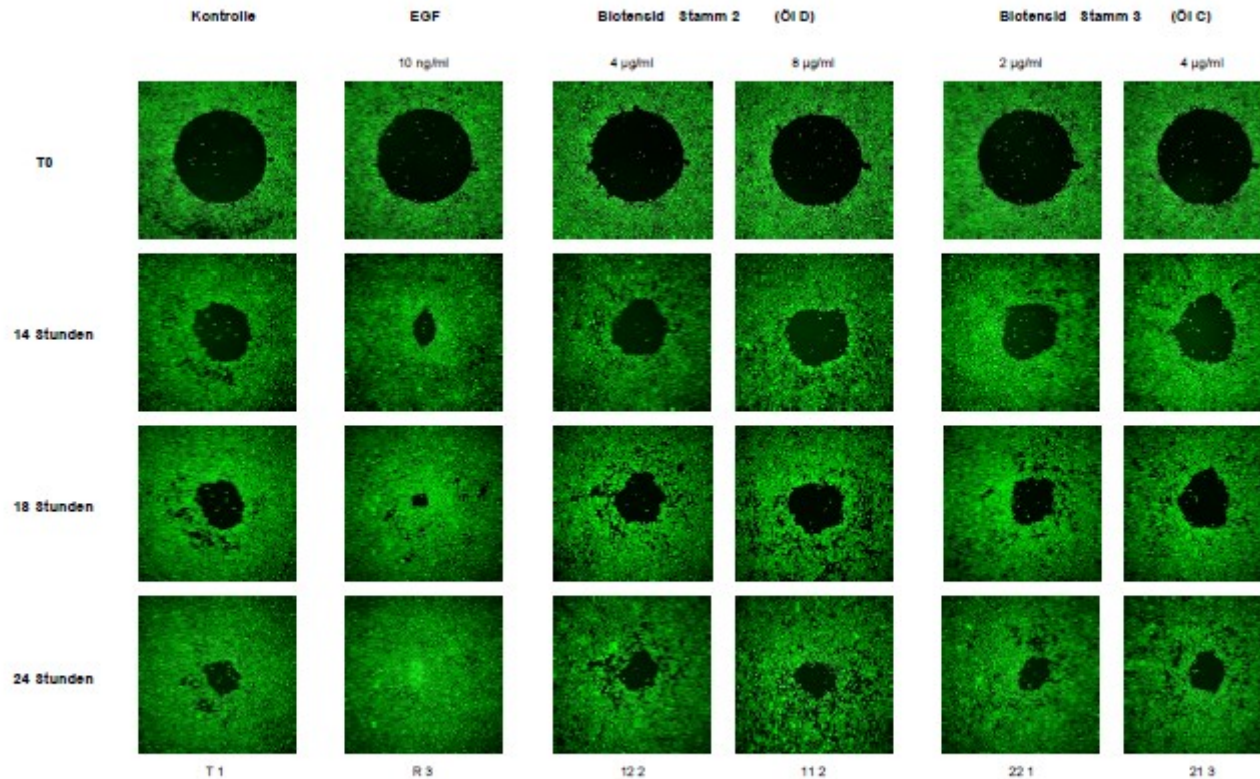 Kontrolle EGF Biotensid Stamm 2 (Öl D) Biotensid Stamm 3 (Öl C)
10 ng/ml 4 µg/ml 8 µg/ml 2 µg/ml 4 µg/ml
T0
14 Stunden
18 Stunden
24 Stunden
T 1 R 3 12 2 11 2 22 1 21 3